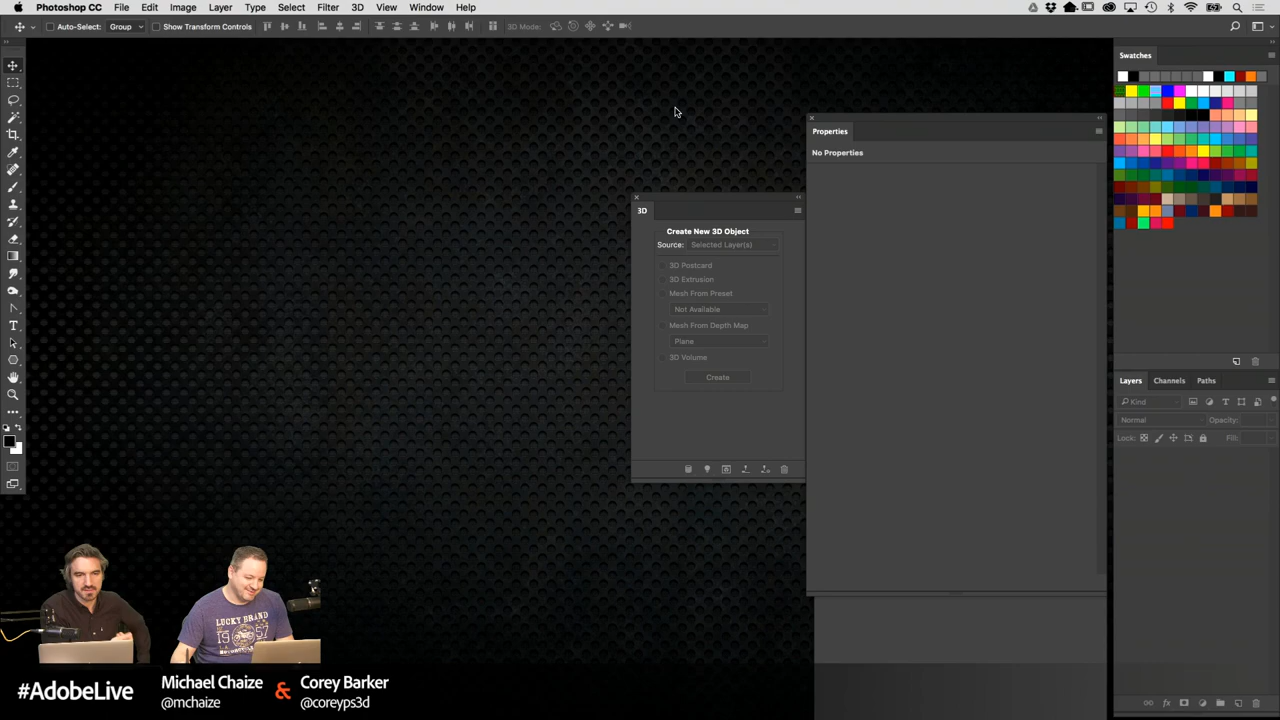 Photoshop CC File Edit Image Layer Type Select Filter 3D View Window Help
Auto-Select: Group Show Transform Controls 3D Mode:
Swatches
Properties
No Properties
3D
Create New 3D Object
Source: Selected Layer(s)
3D Postcard
3D Extrusion
Mesh From Preset
Not Available
Mesh From Depth Map
Plane
3D Volume
Create
Layers Channels Paths
Kind
Normal Opacity:
Lock: Fill:
LUCKY BRAND
1957
#AdobeLive
Michael Chaize
@mchaize
&
Corey Barker
@coreyps3d